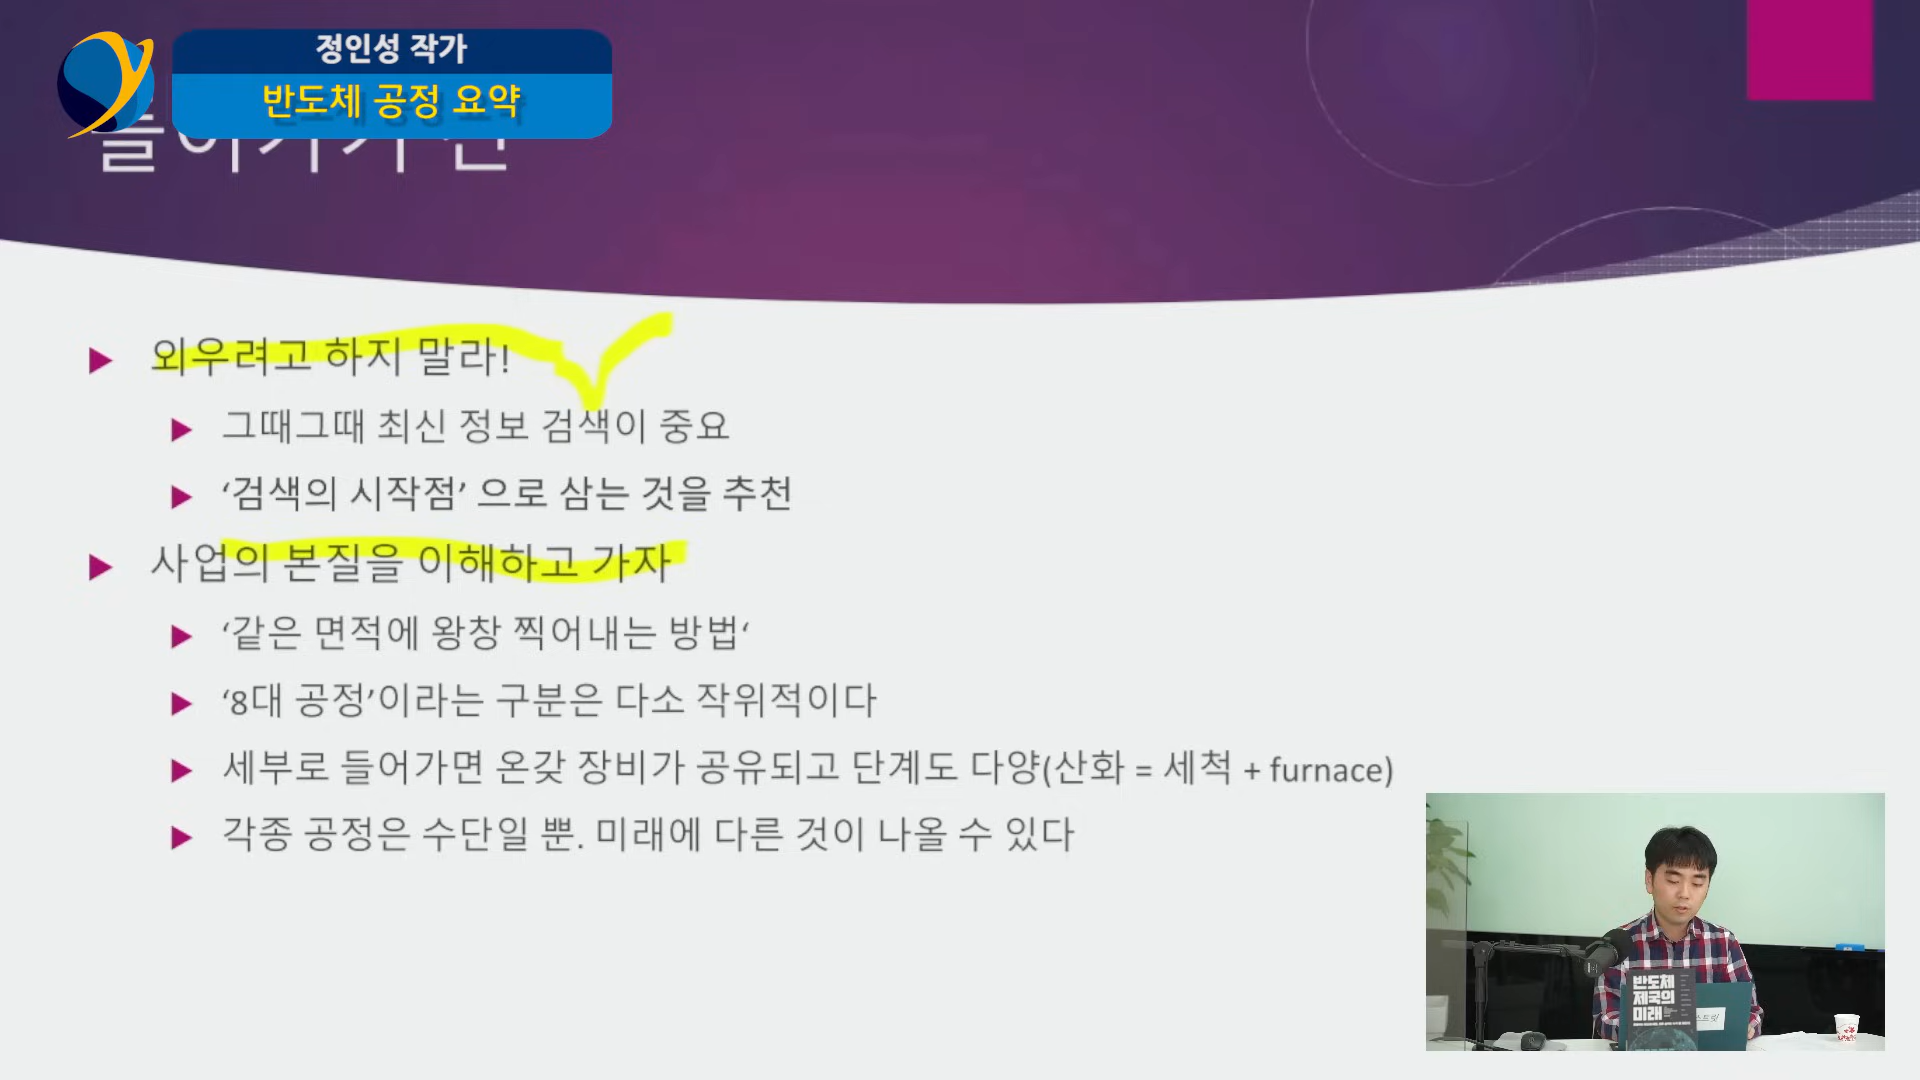 정인성 작가
반도체 공정 요약
외우려고 하지 말라!
그때그때 최신 정보 검색이 중요
‘검색의 시작점’ 으로 삼는 것을 추천
사업의 본질을 이해하고 가자
‘같은 면적에 왕창 찍어내는 방법‘
‘8대 공정’이라는 구분은 다소 작위적이다
세부로 들어가면 온갖 장비가 공유되고 단계도 다양(산화 = 세척 + furnace)
각종 공정은 수단일 뿐. 미래에 다른 것이 나올 수 있다
반도체
제국의
미래